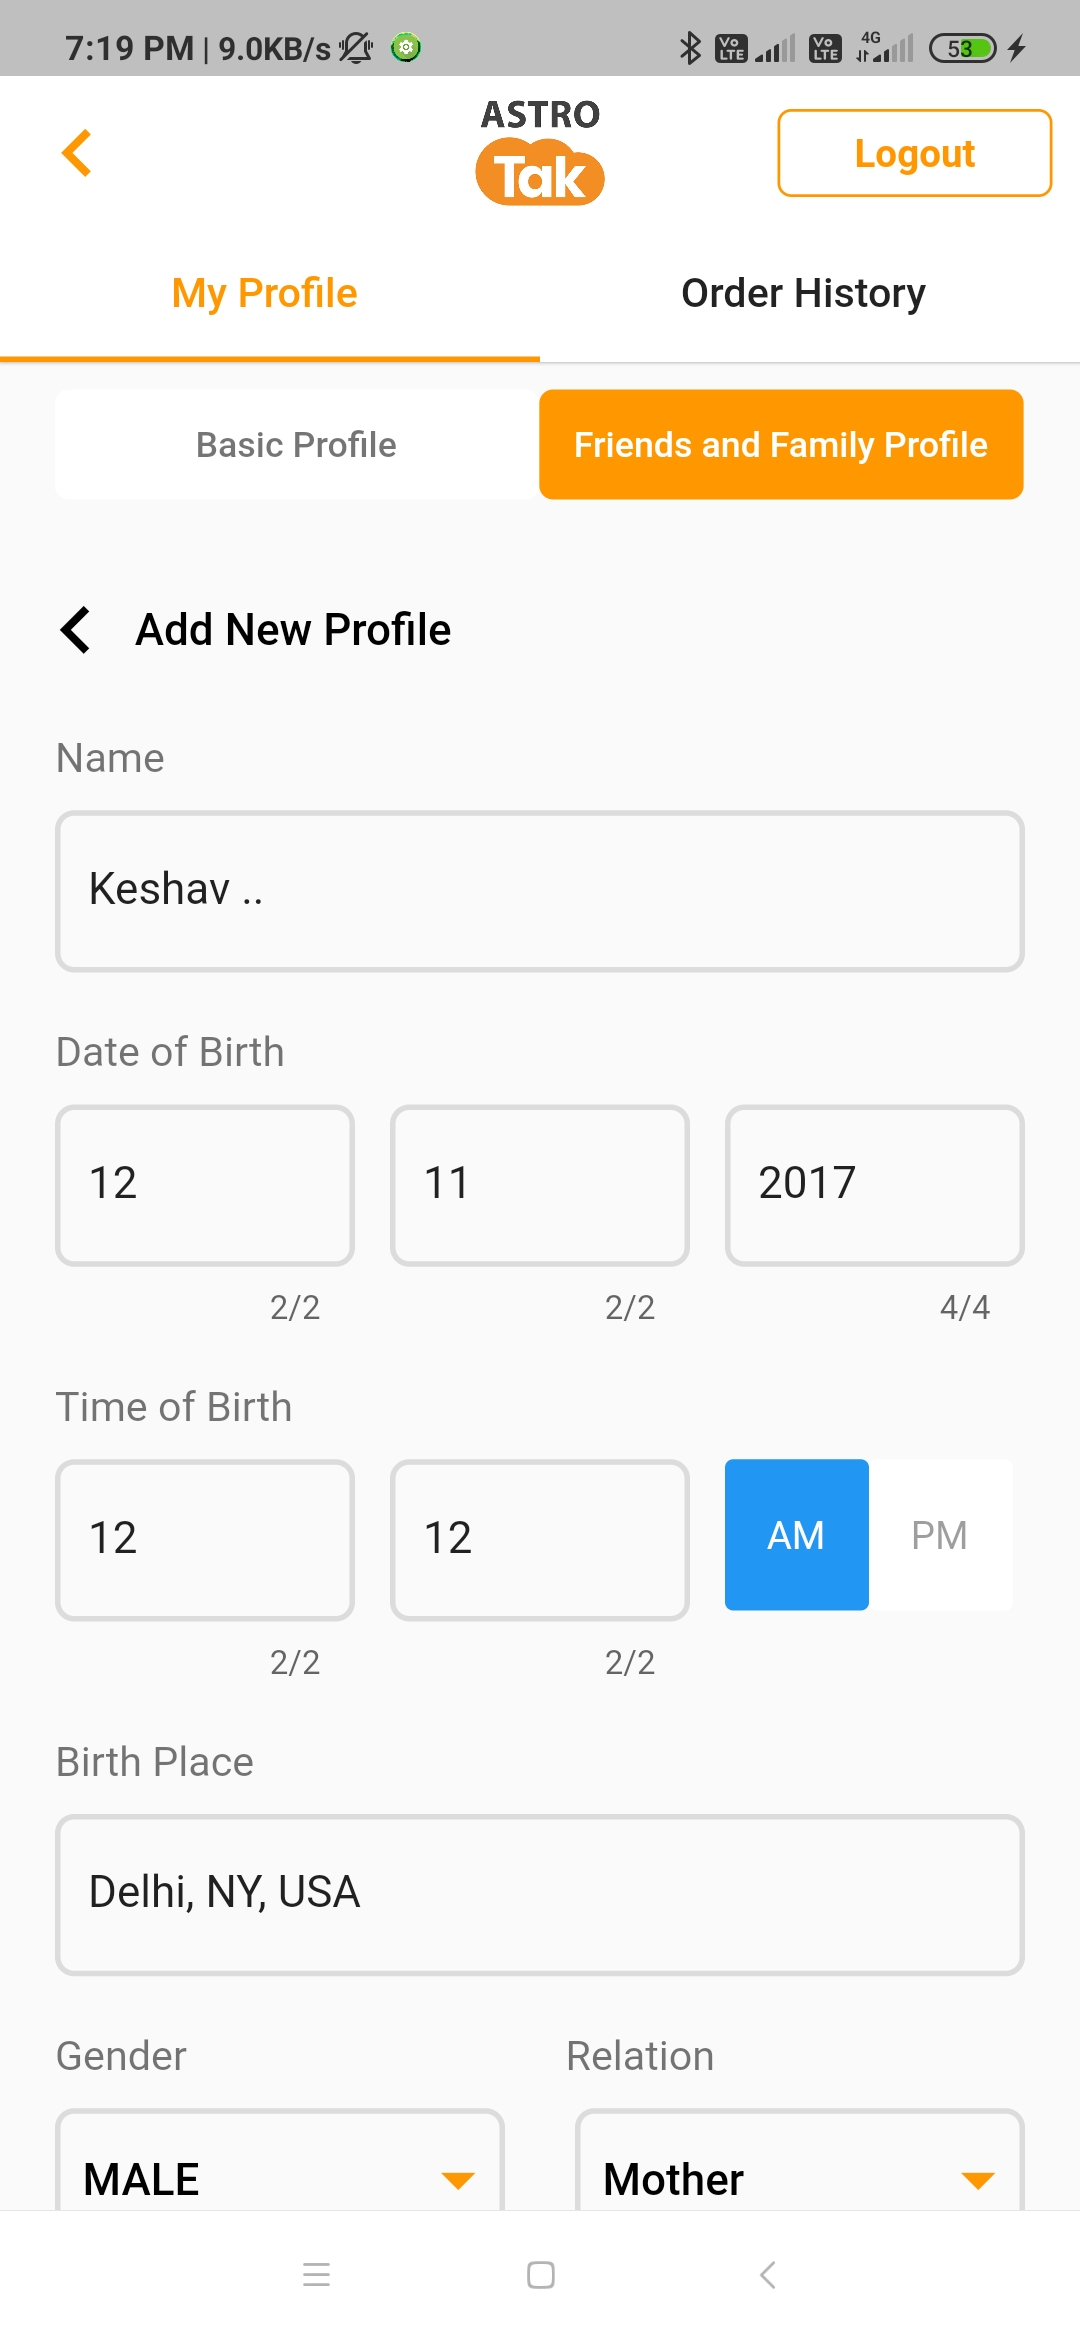 7:19 PM | 9.0KB/s
Vo LTE Vo LTE 4G 53
ASTRO
Tak
Logout
My Profile Order History
Basic Profile Friends and Family Profile
Add New Profile
Name
Keshav ..
Date of Birth
12 11 2017
2/2 2/2 4/4
Time of Birth
12 12 AM PM
2/2 2/2
Birth Place
Delhi, NY, USA
Gender Relation
MALE Mother